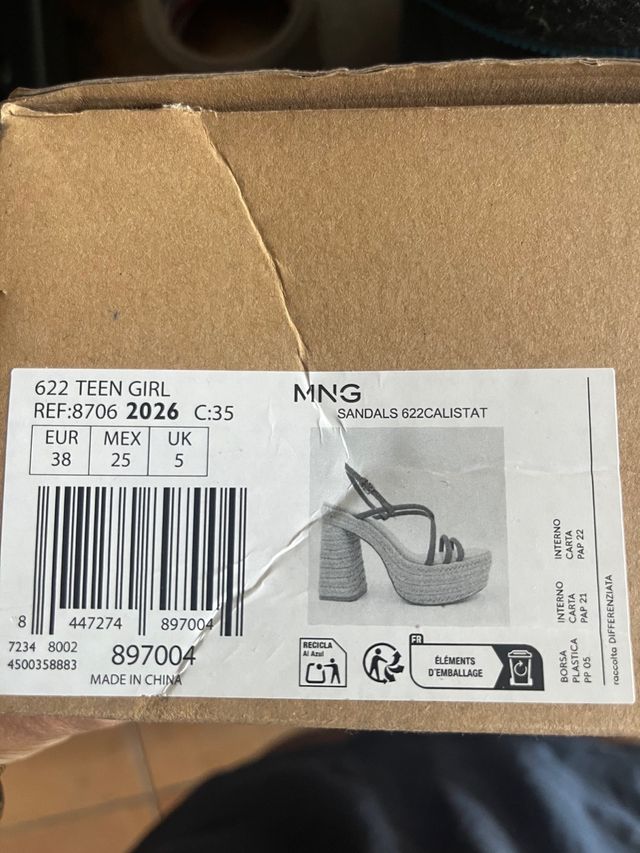 622 TEEN GIRL
REF:8706 2026 C:35
EUR MEX UK
38 25 5
8 447274 897004
7234 8002
4500358883
897004
MADE IN CHINA
MNG
SANDALS 622CALISTAT
RECICLA
Al Azul
FR
ÉLÉMENTS
D'EMBALLAGE
BORSA
PLASTICA
PP 05
INTERNO
CARTA
PAP 21
INTERNO
CARTA
PAP 22
raccolta DIFFERENZIATA